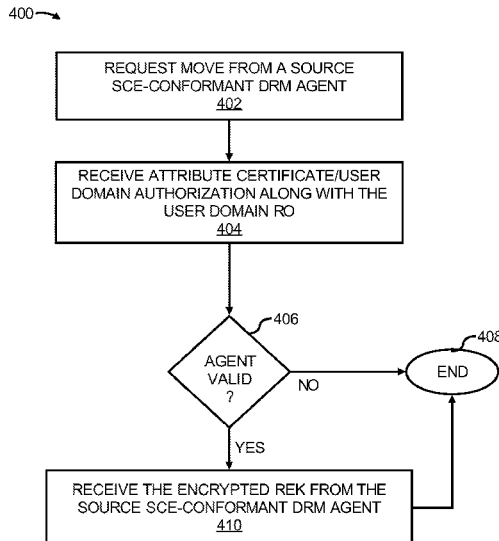 400
REQUEST MOVE FROM A SOURCE
SCE-CONFORMANT DRM AGENT
402
RECEIVE ATTRIBUTE CERTIFICATE/USER
DOMAIN AUTHORIZATION ALONG WITH THE
USER DOMAIN RO
404
406
AGENT
VALID
?
NO
408
END
YES
RECEIVE THE ENCRYPTED REK FROM THE
SOURCE SCE-CONFORMANT DRM AGENT
410